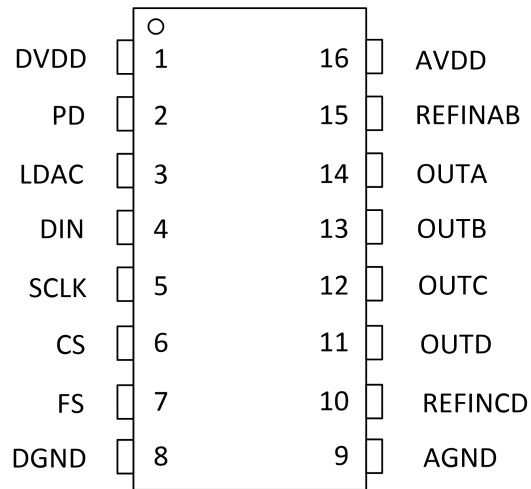 DVDD 1 16 AVDD
PD 2 15 REFINAB
LDAC 3 14 OUTA
DIN 4 13 OUTB
SCLK 5 12 OUTC
CS 6 11 OUTD
FS 7 10 REFINCD
DGND 8 9 AGND